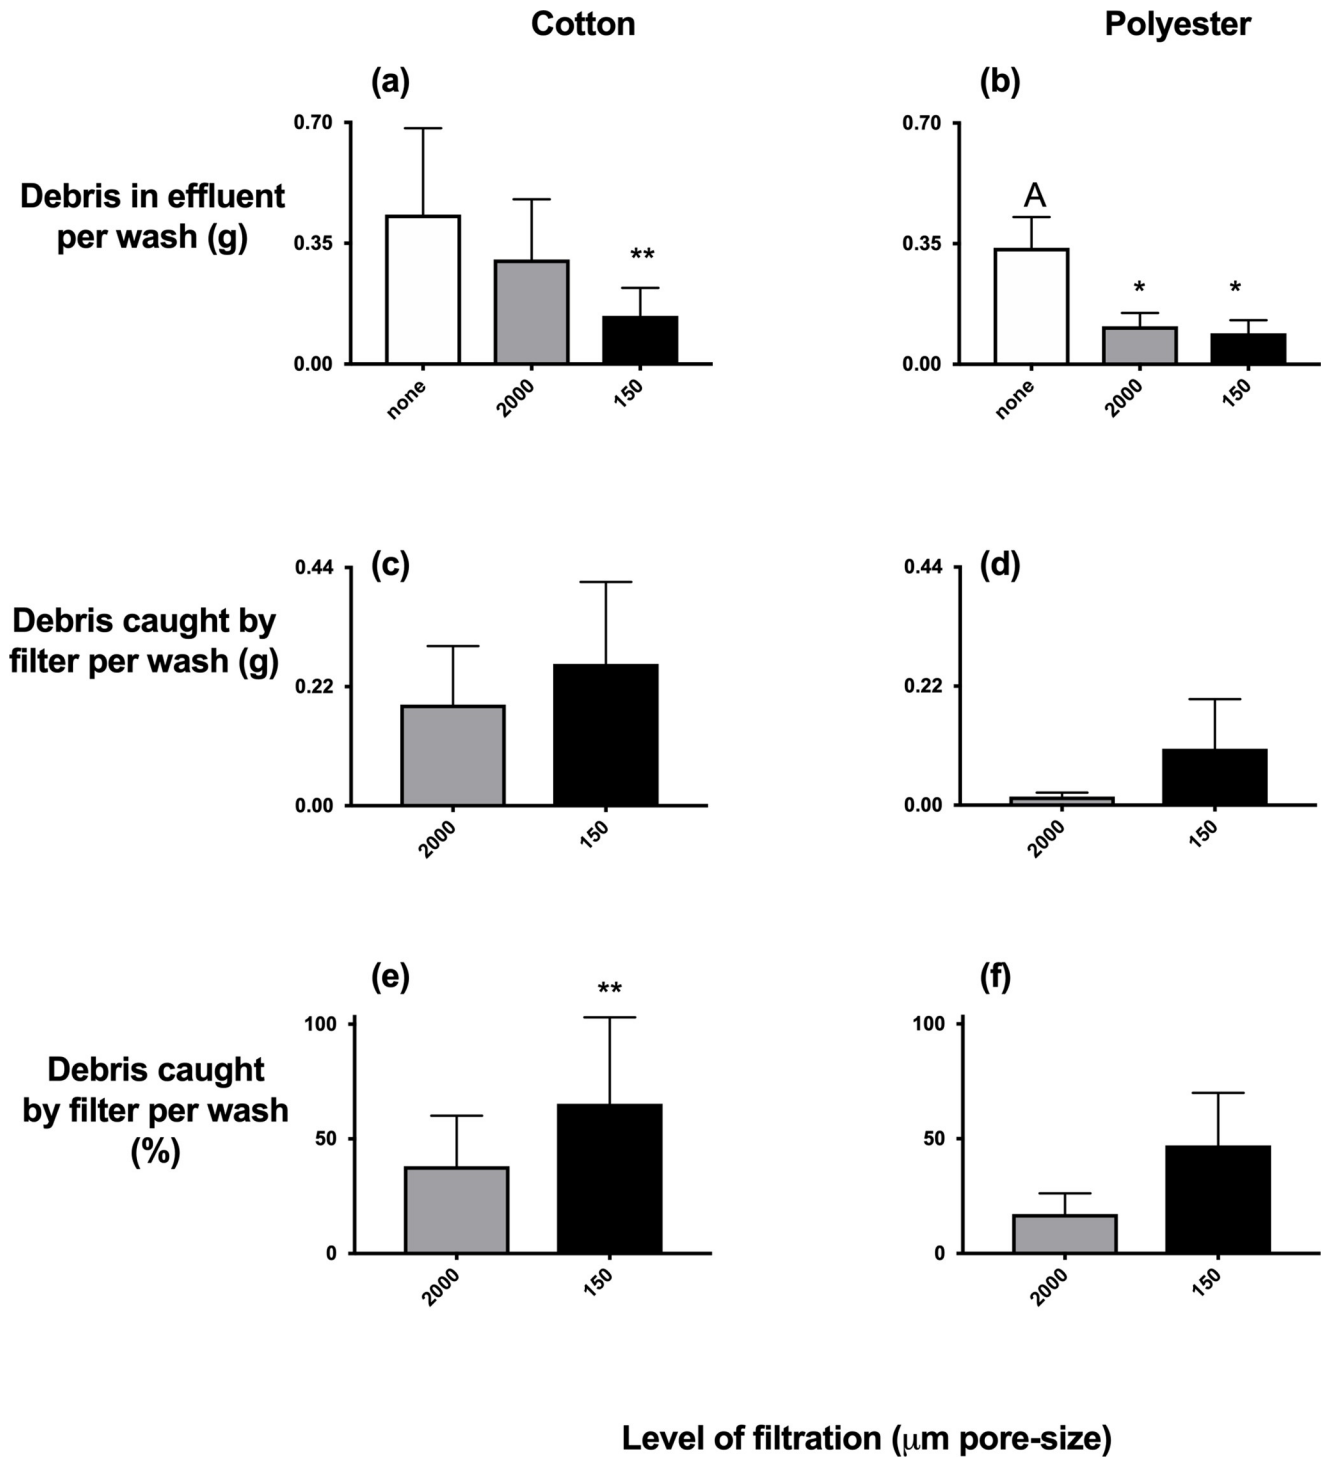 Cotton
Polyester
(a)
(b)
Debris in effluent
per wash (g)
0.70
0.35
0.00
**
none
2000
150
0.70
0.35
0.00
A
*
*
none
2000
150
(c)
(d)
Debris caught by
filter per wash (g)
0.44
0.22
0.00
2000
150
0.44
0.22
0.00
2000
150
(e)
(f)
Debris caught
by filter per wash
(%)
100
50
0
**
2000
150
100
50
0
2000
150
Level of filtration (μm pore-size)